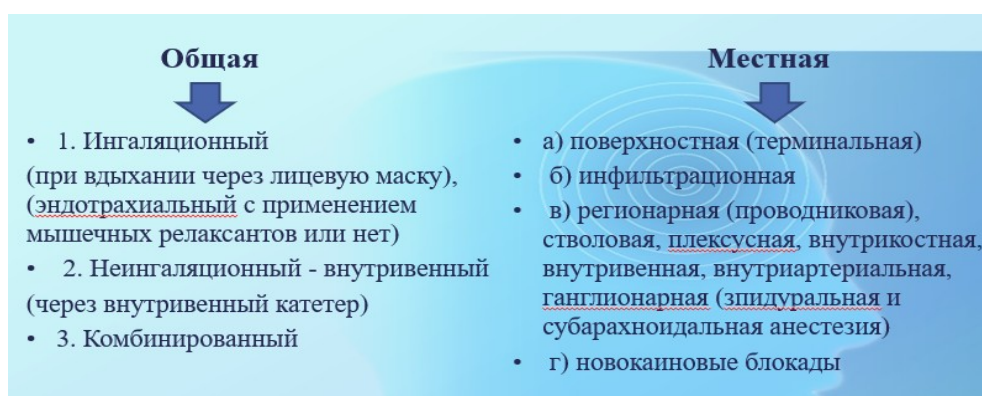 Общая
• 1. Ингаляционный
(при вдыхании через лицевую маску),
(эндотрахиальный с применением
мышечных релаксантов или нет)
• 2. Неингаляционный - внутривенный
(через внутривенный катетер)
• 3. Комбинированный
Местная
• а) поверхностная (терминальная)
• б) инфильтрационная
• в) регионарная (проводниковая),
стволовая, плексусная, внутрикостная,
внутривенная, внутриартериальная,
ганглионарная (зпидуральная и
субарахноидальная анестезия)
• г) новокаиновые блокады